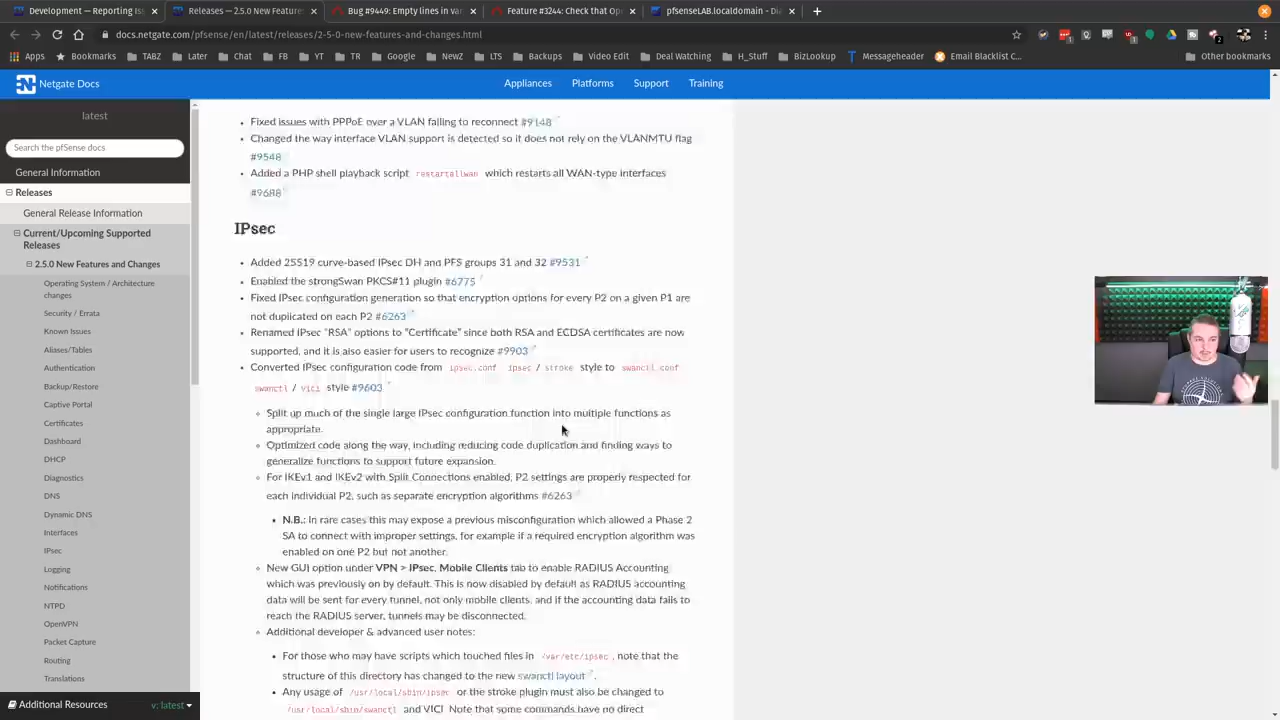 Development — Reporting Iss
Releases — 2.5.0 New Featur
Bug #9449: Empty lines in W
Feature #3244: Check that Op
pfsenseLAB.localdomain - Dia
docs.netgate.com/pfsense/en/latest/releases/2-5-0-new-features-and-changes.html
Apps
Bookmarks
TABZ
Later
Chat
FB
YT
TR
Google
NewZ
LTS
Backups
Video Edit
Deal Watching
H_Stuff
BizLookup
Messageheader
Email Blacklist C...
Other bookmarks
Netgate Docs
Appliances
Platforms
Support
Training
latest
Search the pfSense docs
General Information
Releases
General Release Information
Current/Upcoming Supported
Releases
2.5.0 New Features and Changes
Operating System / Architecture
changes
Security / Errata
Known Issues
Aliases/Tables
Authentication
Backup/Restore
Captive Portal
Certificates
Dashboard
DHCP
Diagnostics
DNS
Dynamic DNS
Interfaces
IPsec
Logging
Notifications
NTPD
OpenVPN
Packet Capture
Routing
Translations
Additional Resources
v: latest
Fixed issues with PPPoE over a VLAN failing to reconnect #9148
Changed the way interface VLAN support is detected so it does not rely on the VLANMTU flag
#9548
Added a PHP shell playback script restartallwan which restarts all WAN-type interfaces
#9688
IPsec
Added 25519 curve-based IPsec DH and PFS groups 31 and 32 #9531
Enabled the strongSwan PKCS#11 plugin #6775
Fixed IPsec configuration generation so that encryption options for every P2 on a given P1 are
not duplicated on each P2 #6263
Renamed IPsec "RSA" options to "Certificate" since both RSA and ECDSA certificates are now
supported, and it is also easier for users to recognize #9903
Converted IPsec configuration code from ipsec.conf ipsec / stroke style to swanctl.conf
swanctl / vici style #9603
Split up much of the single large IPsec configuration function into multiple functions as
appropriate.
Optimized code along the way, including reducing code duplication and finding ways to
generalize functions to support future expansion.
For IKEv1 and IKEv2 with Split Connections enabled, P2 settings are properly respected for
each individual P2, such as separate encryption algorithms #6263
N.B.: In rare cases this may expose a previous misconfiguration which allowed a Phase 2
SA to connect with improper settings, for example if a required encryption algorithm was
enabled on one P2 but not another.
New GUI option under VPN > IPsec, Mobile Clients tab to enable RADIUS Accounting
which was previously on by default. This is now disabled by default as RADIUS accounting
data will be sent for every tunnel, not only mobile clients, and if the accounting data fails to
reach the RADIUS server, tunnels may be disconnected.
Additional developer & advanced user notes:
For those who may have scripts which touched files in /var/etc/ipsec, note that the
structure of this directory has changed to the new swanctl layout.
Any usage of /usr/local/sbin/ipsec or the stroke plugin must also be changed to
/usr/local/sbin/swanctl and VICI. Note that some commands have no direct